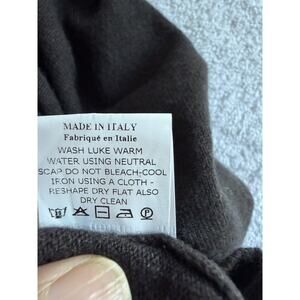 MADE IN ITALY
Fabriqué en Italie
WASH LUKE WARM
WATER USING NEUTRAL
SCAP DO NOT BLEACH-COOL
IRON USING A CLOTH -
RESHAPE DRY FLAT ALSO
DRY CLEAN